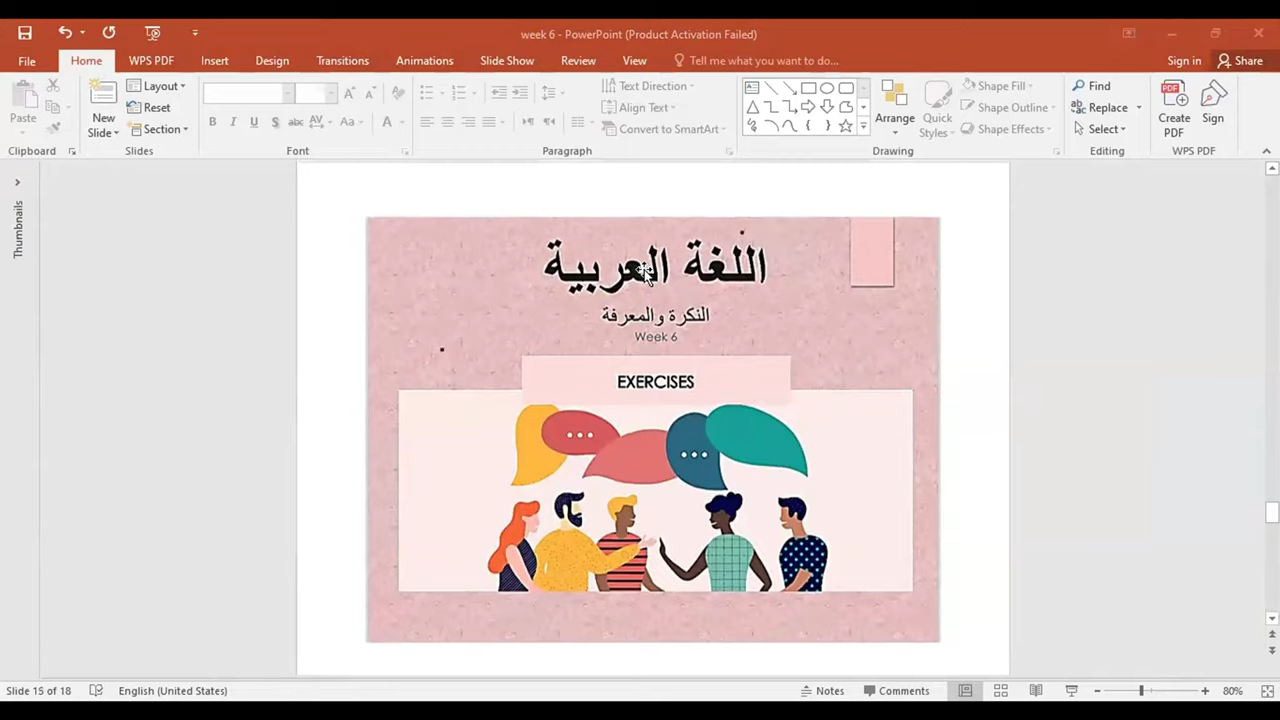 week 6 - PowerPoint (Product Activation Failed)
File Home WPS PDF Insert Design Transitions Animations Slide Show Review View Tell me what you want to do... Sign in Share
Paste
New Slide
Layout
Reset
Section
B I U S abc AV Aa A
Text Direction
Align Text
Convert to SmartArt
Arrange
Quick Styles
Shape Fill
Shape Outline
Shape Effects
Find
Replace
Select
Create PDF
Sign
Clipboard Slides Font Paragraph Drawing Editing WPS PDF
Thumbnails
اللغة العربية
النكرة والمعرفة
Week 6
EXERCISES
Slide 15 of 18 English (United States) Notes Comments 80%